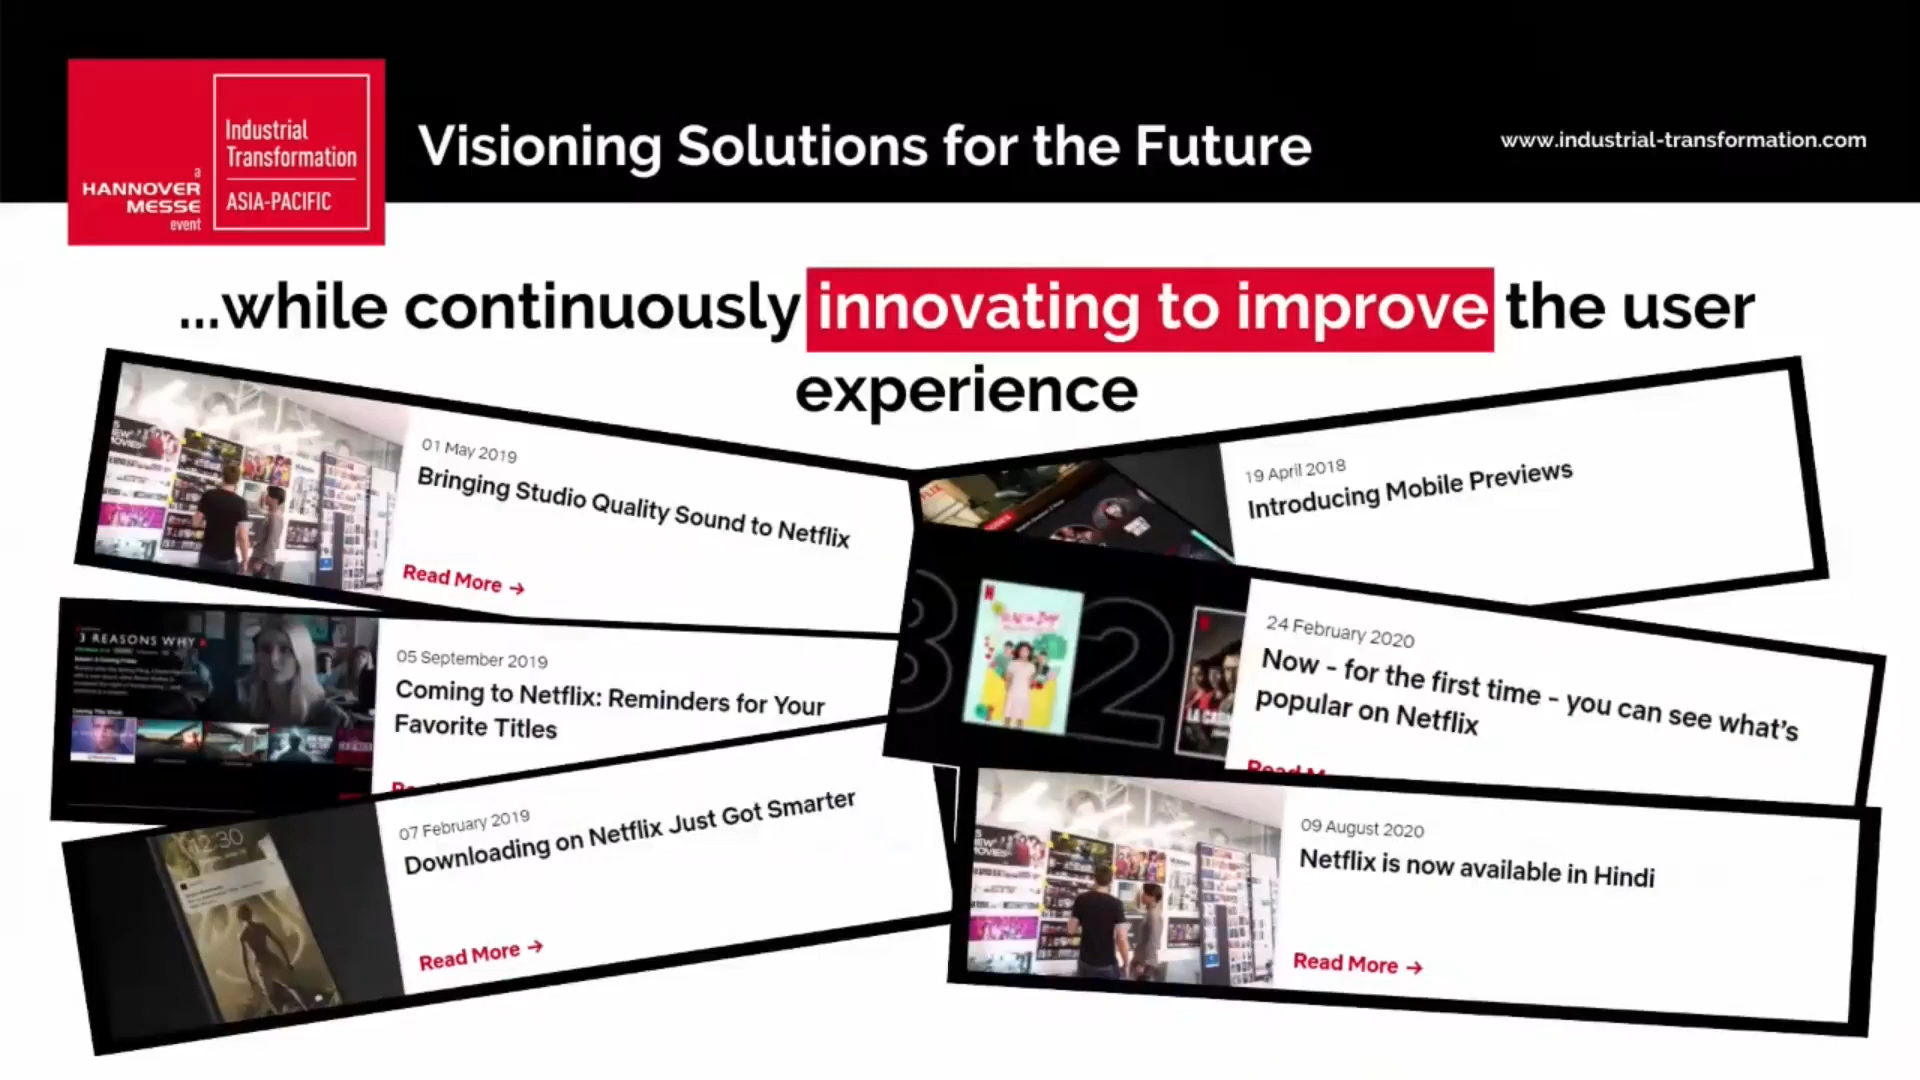 a
HANNOVER
MESSE
event
Industrial
Transformation
ASIA-PACIFIC
Visioning Solutions for the Future
www.industrial-transformation.com
...while continuously innovating to improve the user
experience
01 May 2019
Bringing Studio Quality Sound to Netflix
Read More →
05 September 2019
Coming to Netflix: Reminders for Your
Favorite Titles
3 REASONS WHY
07 February 2019
Downloading on Netflix Just Got Smarter
Read More →
12:30
19 April 2018
Introducing Mobile Previews
24 February 2020
Now - for the first time - you can see what's
popular on Netflix
Read M
2
09 August 2020
Netflix is now available in Hindi
Read More →